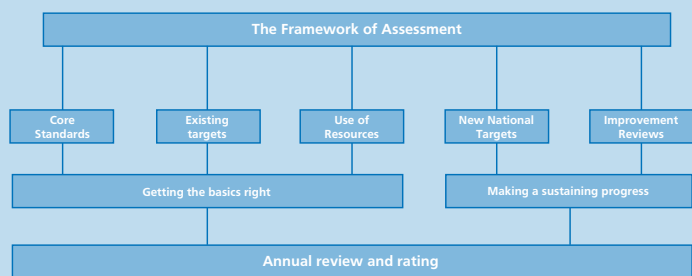 The Framework of Assessment
Core
Standards
Existing
targets
Use of
Resources
New National
Targets
Improvement
Reviews
Getting the basics right
Making a sustaining progress
Annual review and rating